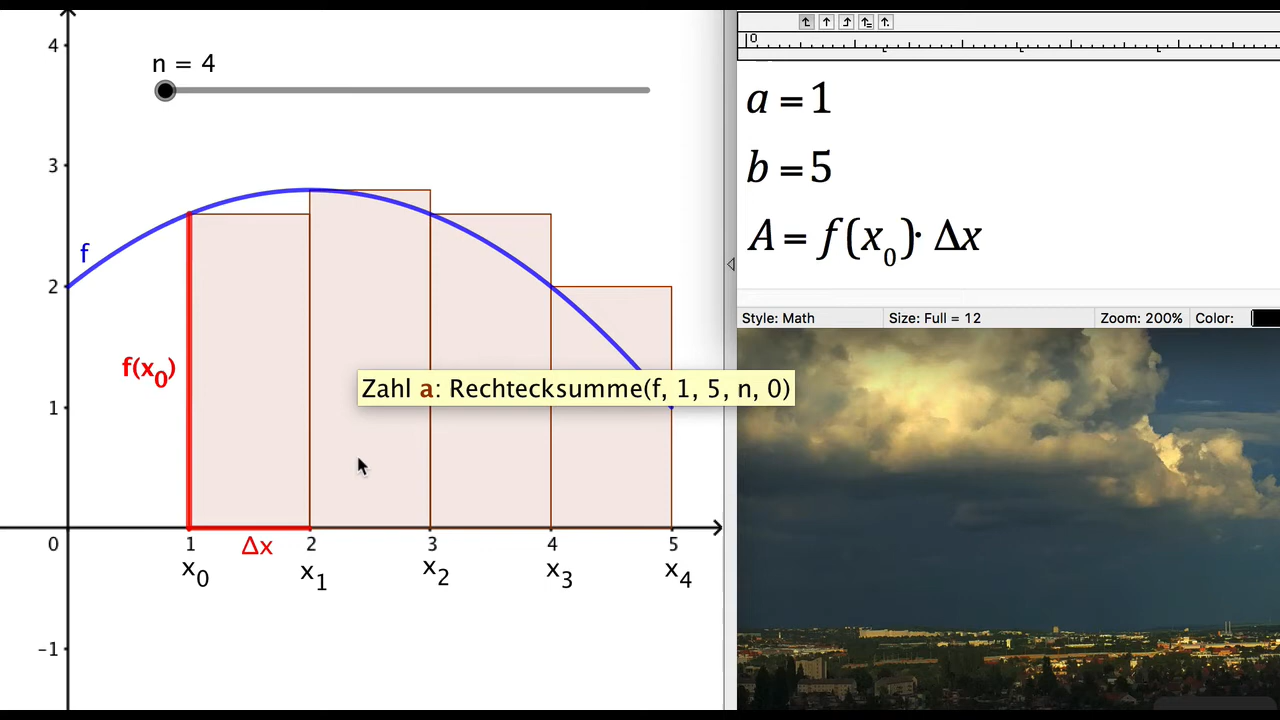 4
n = 4
3
f
2
f(x₀)
1
Zahl a: Rechtecksumme(f, 1, 5, n, 0)
0 1 Δx 2 3 4 5
x₀ x₁ x₂ x₃ x₄
-1
0
a = 1
b = 5
A = f(x₀)· Δx
Style: Math Size: Full = 12 Zoom: 200% Color: